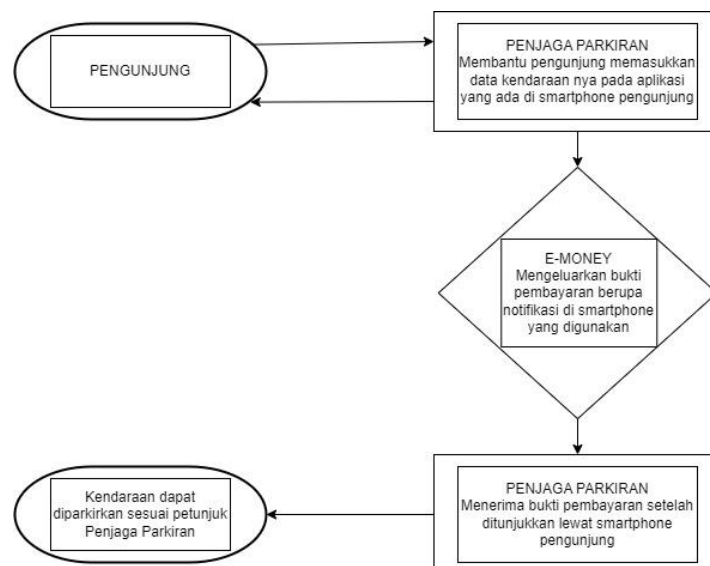 PENGUNJUNG
PENJAGA PARKIRAN
Membantu pengunjung memasukkan
data kendaraan nya pada aplikasi
yang ada di smartphone pengunjung
E-MONEY
Mengeluarkan bukti
pembayaran berupa
notifikasi di smartphone
yang digunakan
PENJAGA PARKIRAN
Menerima bukti pembayaran setelah
ditunjukkan lewat smartphone
pengunjung
Kendaraan dapat
diparkirkan sesuai petunjuk
Penjaga Parkiran